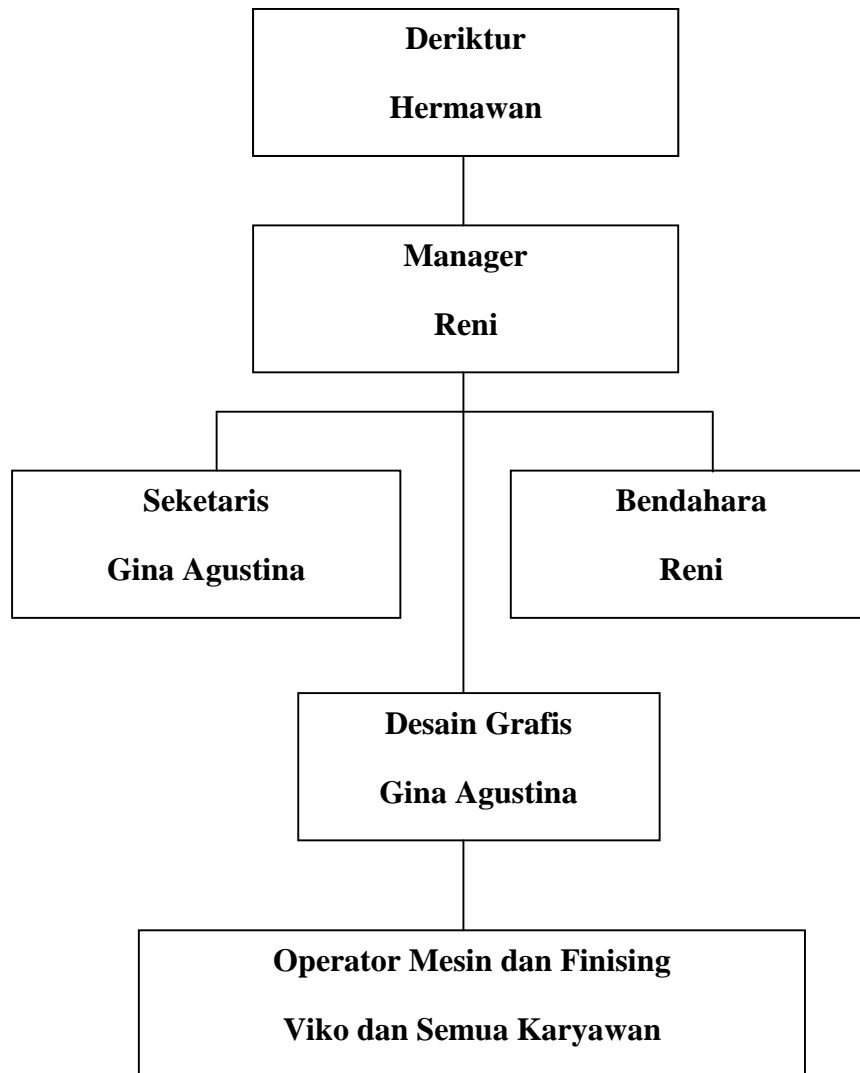 Deriktur
Hermawan
Manager
Reni
Seketaris
Gina Agustina
Bendahara
Reni
Desain Grafis
Gina Agustina
Operator Mesin dan Finising
Viko dan Semua Karyawan